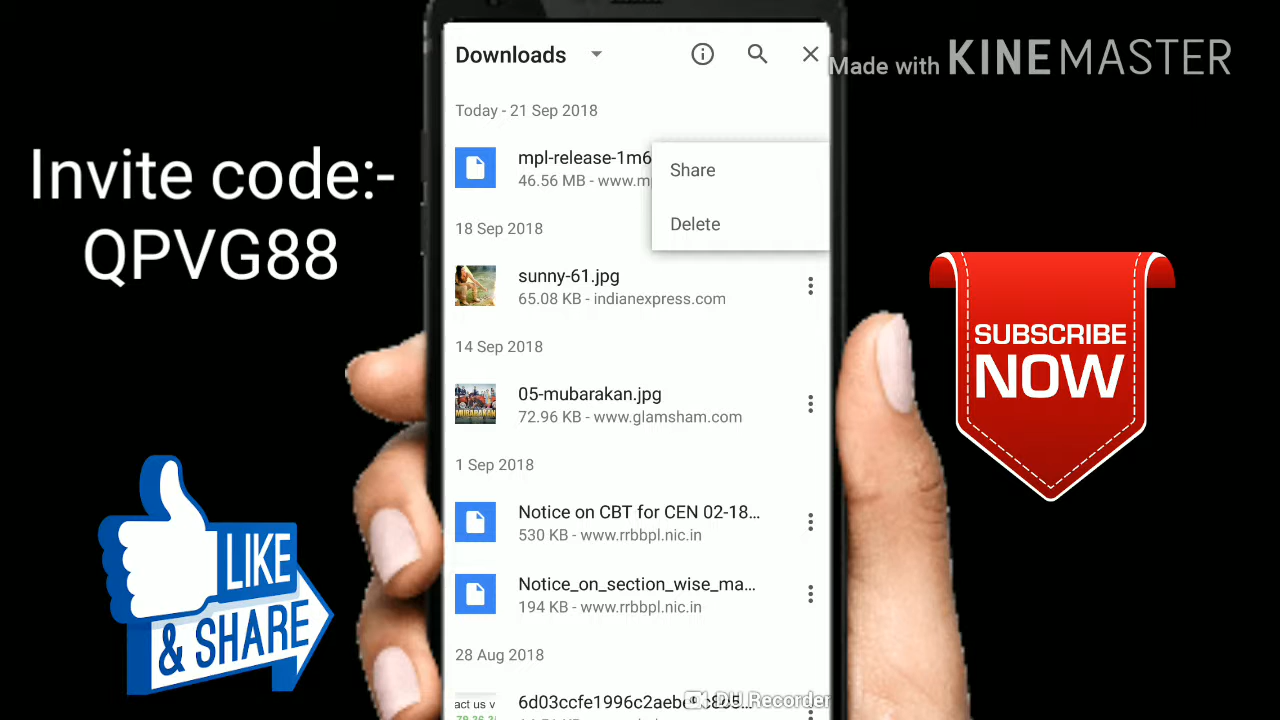 Made with KINEMASTER
Invite code:-
QPVG88
Downloads
Today - 21 Sep 2018
mpl-release-1m6
46.56 MB - www.m
Share
Delete
18 Sep 2018
sunny-61.jpg
65.08 KB - indianexpress.com
14 Sep 2018
MUBARAKAN
05-mubarakan.jpg
72.96 KB - www.glamsham.com
1 Sep 2018
Notice on CBT for CEN 02-18…
530 KB - www.rrbbpl.nic.in
Notice_on_section_wise_ma…
194 KB - www.rrbbpl.nic.in
28 Aug 2018
act us v
DU Recorder
SUBSCRIBE
NOW
LIKE
& SHARE